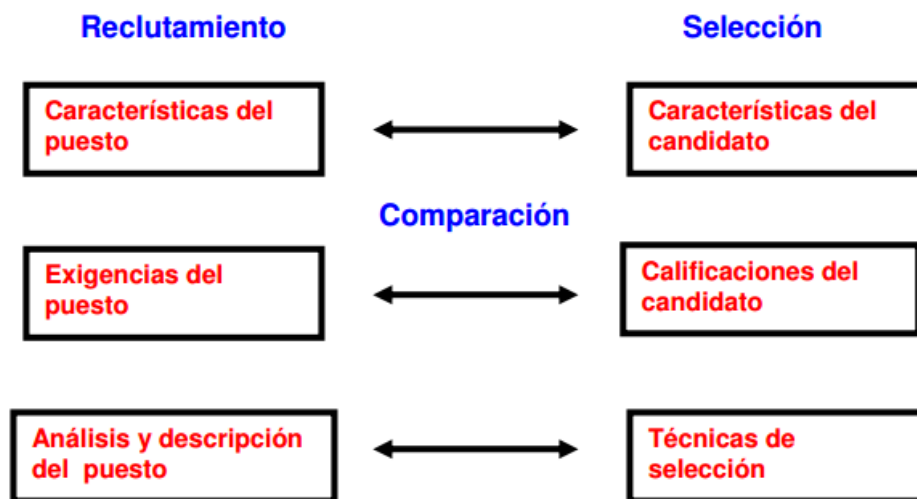 Reclutamiento
Selección
Características del
puesto
Características del
candidato
Comparación
Exigencias del
puesto
Calificaciones del
candidato
Análisis y descripción
del puesto
Técnicas de
selección